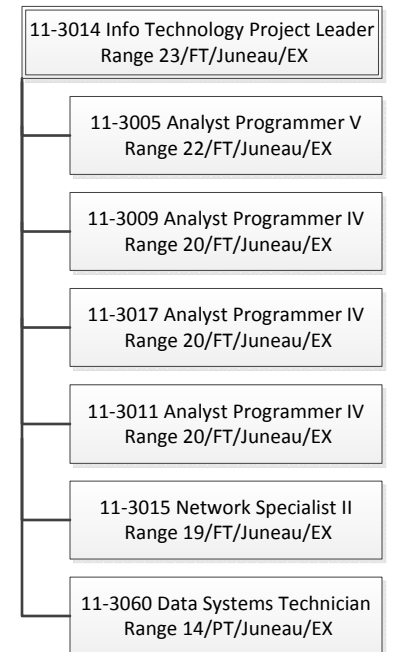 11-3014 Info Technology Project Leader
Range 23/FT/Juneau/EX
11-3005 Analyst Programmer V
Range 22/FT/Juneau/EX
11-3009 Analyst Programmer IV
Range 20/FT/Juneau/EX
11-3017 Analyst Programmer IV
Range 20/FT/Juneau/EX
11-3011 Analyst Programmer IV
Range 20/FT/Juneau/EX
11-3015 Network Specialist II
Range 19/FT/Juneau/EX
11-3060 Data Systems Technician
Range 14/PT/Juneau/EX